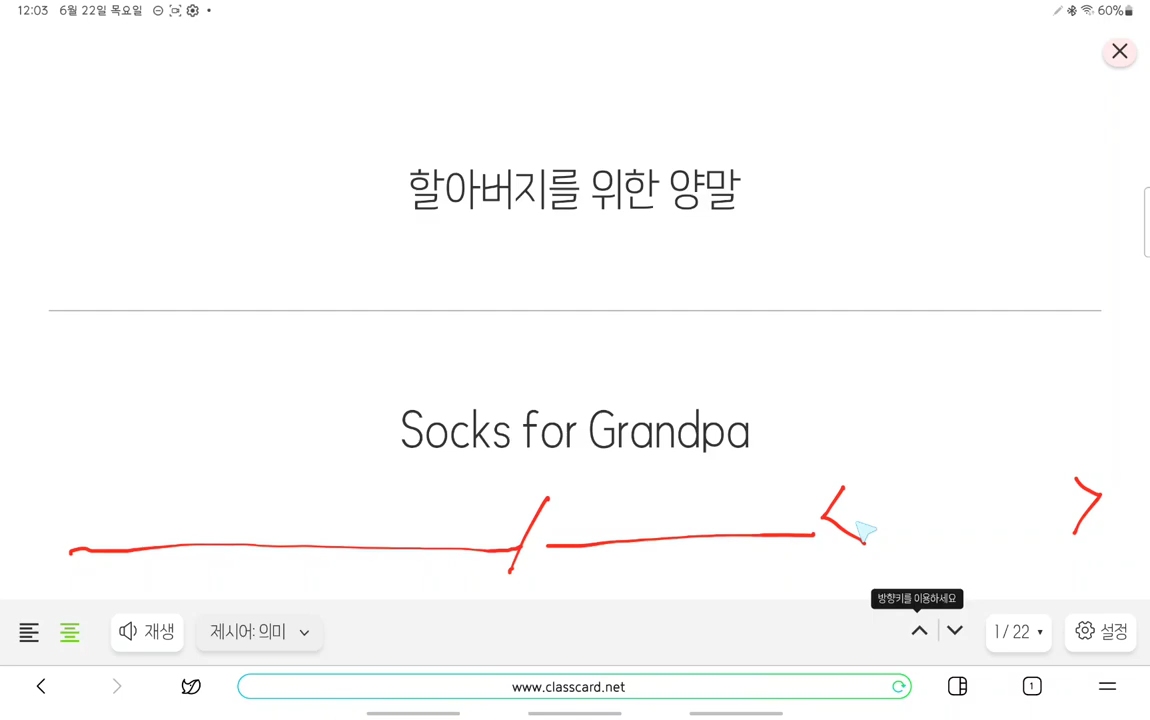 12:03 6월 22일 목요일
60%
할아버지를 위한 양말
Socks for Grandpa
방향키를 이용하세요
재생
제시어: 의미
1 / 22
설정
www.classcard.net
1